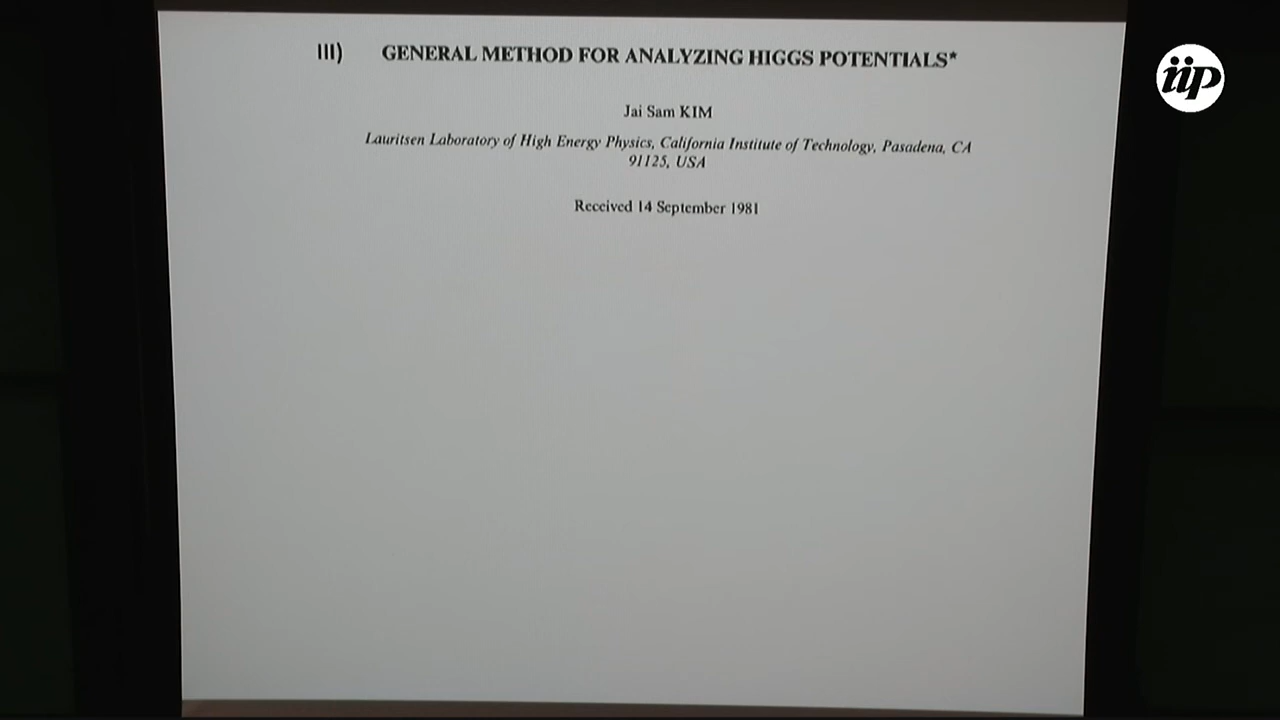 III) GENERAL METHOD FOR ANALYZING HIGGS POTENTIALS*
Jai Sam KIM
Lauritsen Laboratory of High Energy Physics, California Institute of Technology, Pasadena, CA
91125, USA
Received 14 September 1981
iip